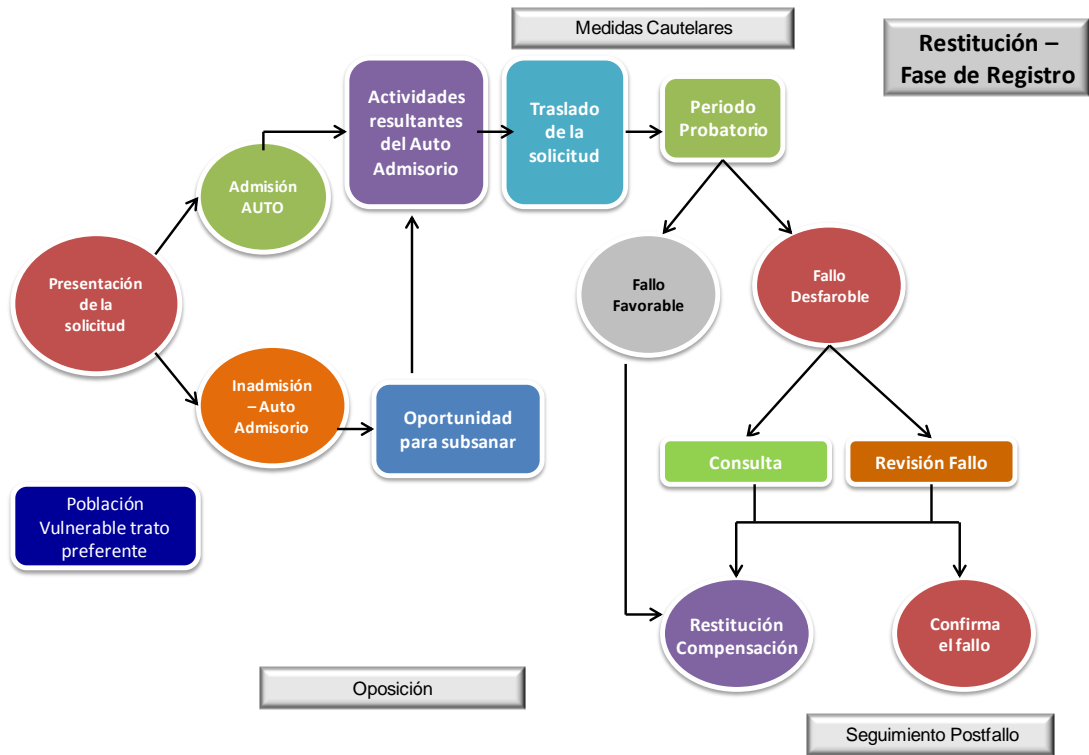 Medidas Cautelares
Restitución –
Fase de Registro
Actividades
resultantes
del Auto
Admisorio
Traslado
de la
solicitud
Periodo
Probatorio
Admisión
AUTO
Presentación
de la
solicitud
Fallo
Favorable
Fallo
Desfaroble
Inadmisión
– Auto
Admisorio
Oportunidad
para subsanar
Consulta
Revisión Fallo
Población
Vulnerable trato
preferente
Restitución
Compensación
Confirma
el fallo
Oposición
Seguimiento Postfallo